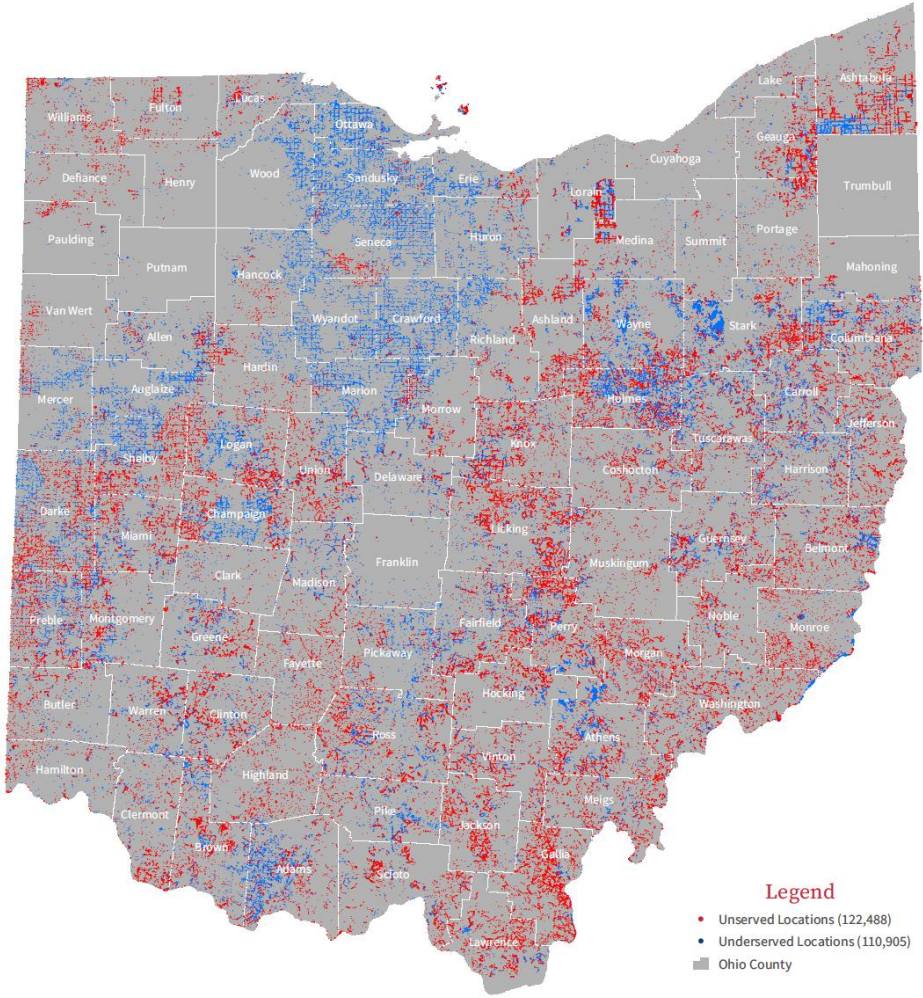 Lake
Ashtabula
Lucas
Fulton
Williams
Ottawa
Geauga
Cuyahoga
Wood
Sandusky
Erie
Defiance
Henry
Lorain
Trumbull
Portage
Huron
Paulding
Seneca
Medina
Summit
Putnam
Mahoning
Hancock
Van Wert
Wyandot
Crawford
Ashland
Wayne
Stark
Allen
Richland
Columbiana
Hardin
Auglaize
Marion
Carroll
Mercer
Holmes
Morrow
Jefferson
Logan
Knox
Tuscarawas
Shelby
Union
Coshocton
Harrison
Delaware
Darke
Champaign
Licking
Miami
Guernsey
Belmont
Franklin
Muskingum
Clark
Madison
Noble
Preble
Montgomery
Fairfield
Perry
Monroe
Greene
Pickaway
Morgan
Fayette
Hocking
Butler
Warren
Clinton
Washington
Ross
Athens
Vinton
Hamilton
Highland
Meigs
Clermont
Pike
Jackson
Brown
Gallia
Adams
Scioto
Lawrence
Legend
Unserved Locations (122,488)
Underserved Locations (110,905)
Ohio County